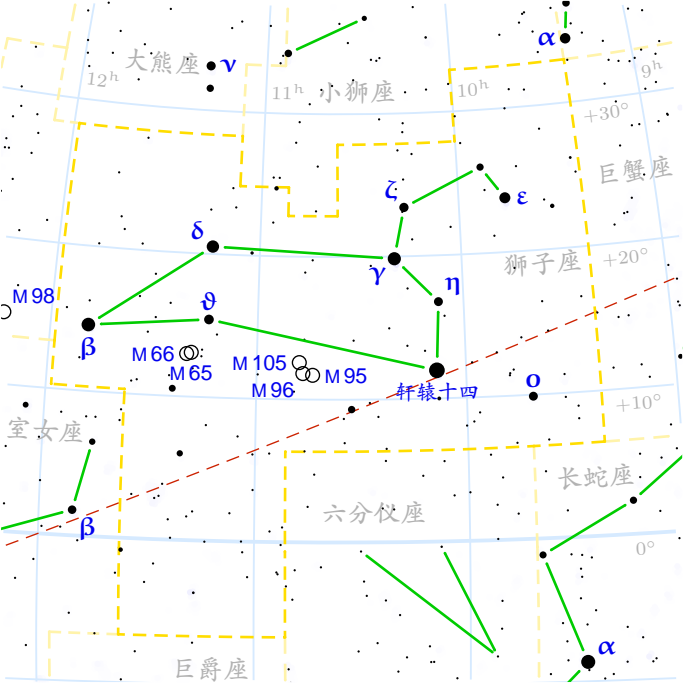 α
大熊座
ν
9ʰ
12ʰ
11ʰ
小狮座
10ʰ
+30°
巨蟹座
ζ
ε
δ
γ
狮子座
+20°
η
M98
ϑ
β
M66
M65
M105
M96
M95
轩辕十四
ο
+10°
室女座
长蛇座
六分仪座
β
0°
α
巨爵座